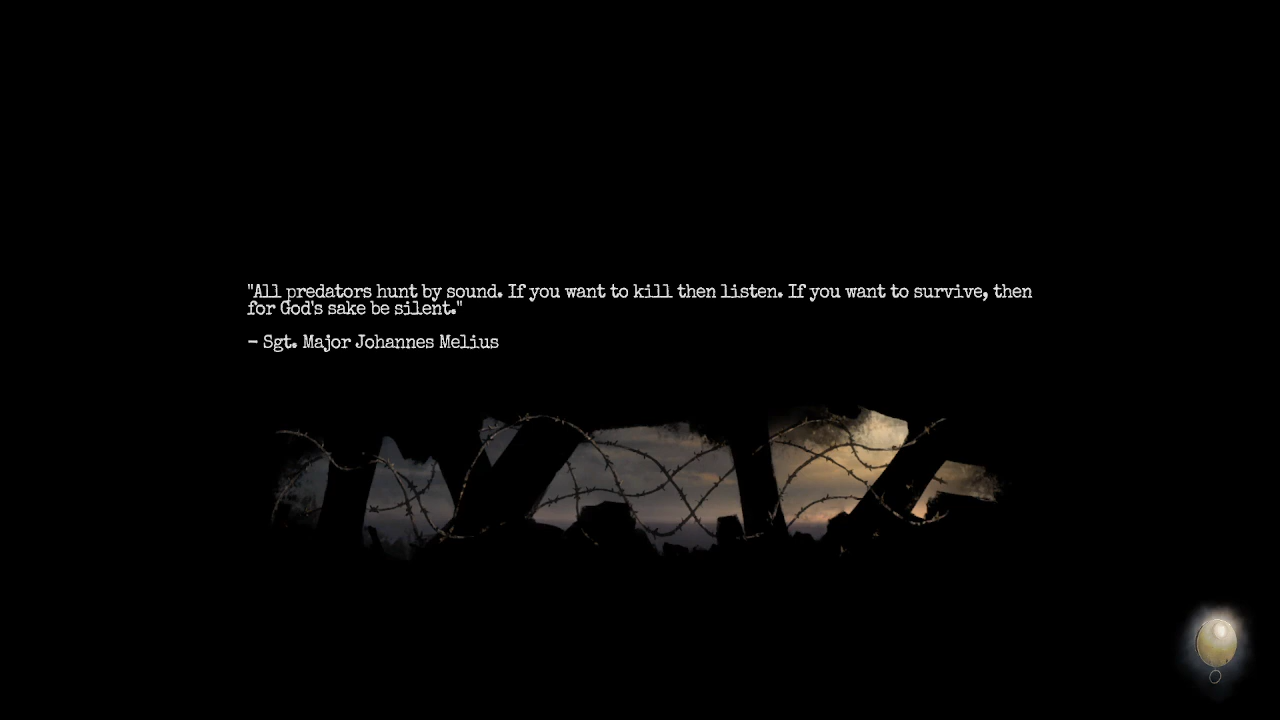 "All predators hunt by sound. If you want to kill then listen. If you want to survive, then
for God's sake be silent."
– Sgt. Major Johannes Melius